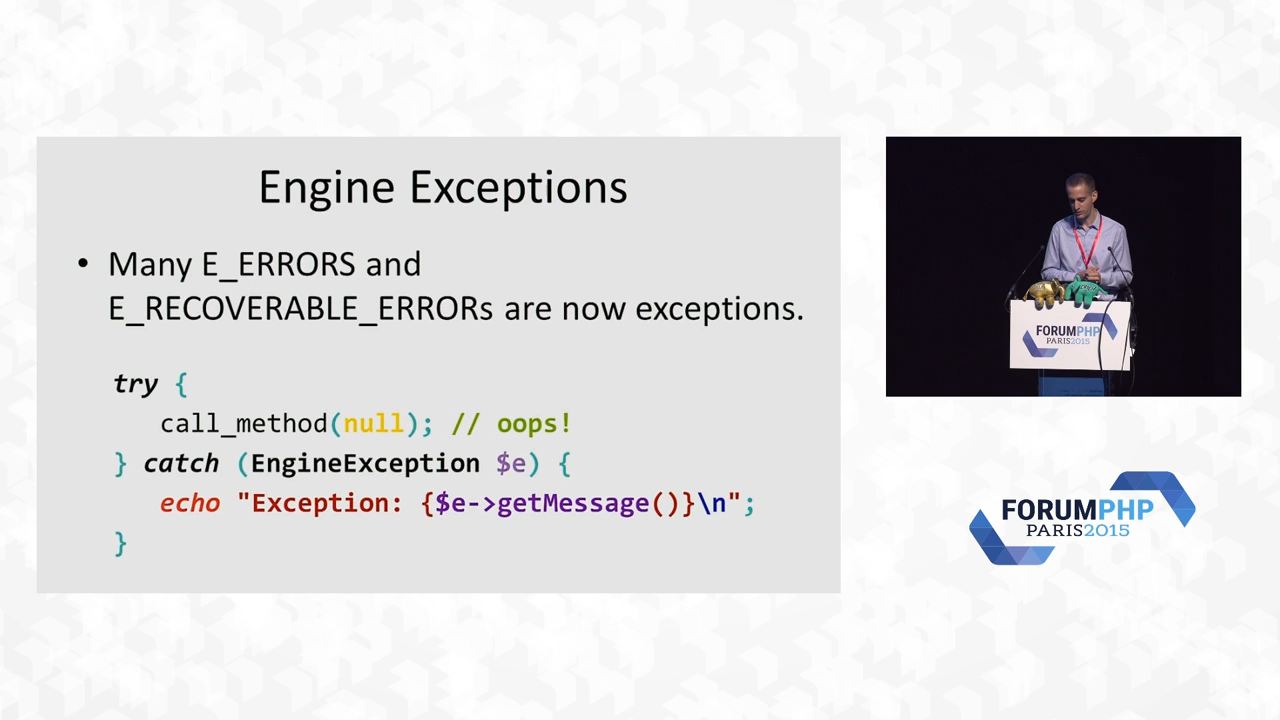 Engine Exceptions
• Many E_ERRORS and
E_RECOVERABLE_ERRORs are now exceptions.
try {
call_method(null); // oops!
} catch (EngineException $e) {
echo "Exception: {$e->getMessage()}\n";
}
FORUMPHP
PARIS2015
FORUMPHP
PARIS2015